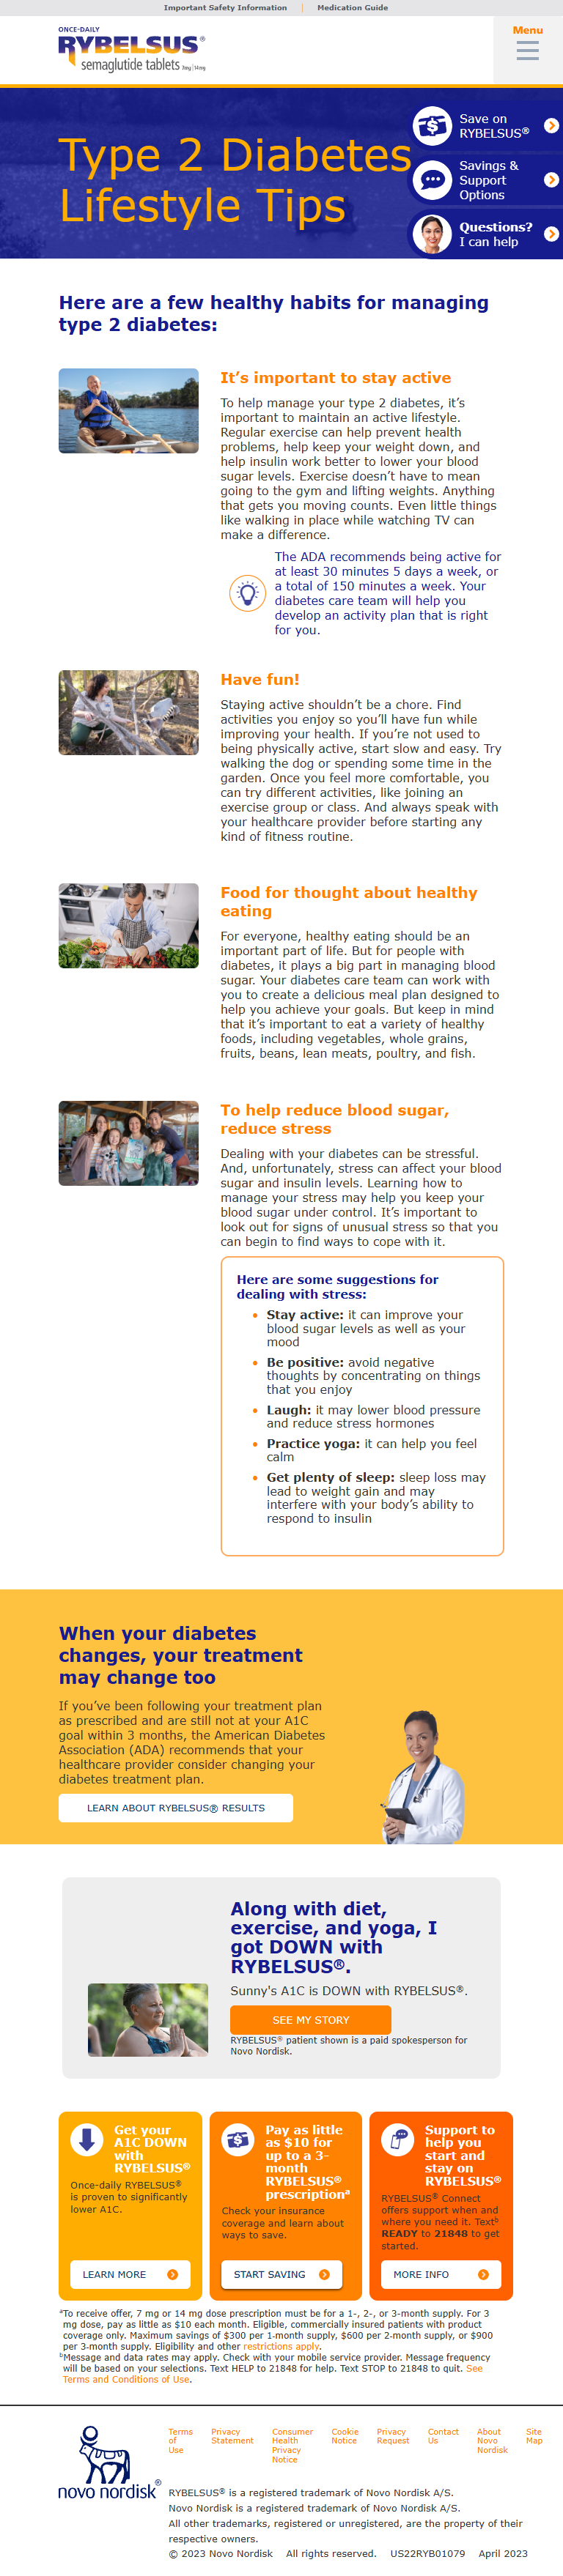 Important Safety Information | Medication Guide
ONCE-DAILY
RYBELSUS®
semaglutide tablets 7mg | 14mg
Menu
Type 2 Diabetes
Lifestyle Tips
Save on
RYBELSUS®
Savings &
Support
Options
Questions?
I can help
Here are a few healthy habits for managing
type 2 diabetes:
It’s important to stay active
To help manage your type 2 diabetes, it’s
important to maintain an active lifestyle.
Regular exercise can help prevent health
problems, help keep your weight down, and
help insulin work better to lower your blood
sugar levels. Exercise doesn’t have to mean
going to the gym and lifting weights. Anything
that gets you moving counts. Even little things
like walking in place while watching TV can
make a difference.
The ADA recommends being active for
at least 30 minutes 5 days a week, or
a total of 150 minutes a week. Your
diabetes care team will help you
develop an activity plan that is right
for you.
Have fun!
Staying active shouldn’t be a chore. Find
activities you enjoy so you’ll have fun while
improving your health. If you’re not used to
being physically active, start slow and easy. Try
walking the dog or spending some time in the
garden. Once you feel more comfortable, you
can try different activities, like joining an
exercise group or class. And always speak with
your healthcare provider before starting any
kind of fitness routine.
Food for thought about healthy
eating
For everyone, healthy eating should be an
important part of life. But for people with
diabetes, it plays a big part in managing blood
sugar. Your diabetes care team can work with
you to create a delicious meal plan designed to
help you achieve your goals. But keep in mind
that it’s important to eat a variety of healthy
foods, including vegetables, whole grains,
fruits, beans, lean meats, poultry, and fish.
To help reduce blood sugar,
reduce stress
Dealing with your diabetes can be stressful.
And, unfortunately, stress can affect your blood
sugar and insulin levels. Learning how to
manage your stress may help you keep your
blood sugar under control. It’s important to
look out for signs of unusual stress so that you
can begin to find ways to cope with it.
Here are some suggestions for
dealing with stress:
• Stay active: it can improve your
blood sugar levels as well as your
mood
• Be positive: avoid negative
thoughts by concentrating on things
that you enjoy
• Laugh: it may lower blood pressure
and reduce stress hormones
• Practice yoga: it can help you feel
calm
• Get plenty of sleep: sleep loss may
lead to weight gain and may
interfere with your body’s ability to
respond to insulin
When your diabetes
changes, your treatment
may change too
If you’ve been following your treatment plan
as prescribed and are still not at your A1C
goal within 3 months, the American Diabetes
Association (ADA) recommends that your
healthcare provider consider changing your
diabetes treatment plan.
LEARN ABOUT RYBELSUS® RESULTS
Along with diet,
exercise, and yoga, I
got DOWN with
RYBELSUS®.
Sunny's A1C is DOWN with RYBELSUS®.
SEE MY STORY
RYBELSUS® patient shown is a paid spokesperson for
Novo Nordisk.
Get your
A1C DOWN
with
RYBELSUS®
Once-daily RYBELSUS®
is proven to significantly
lower A1C.
LEARN MORE
Pay as little
as $10 for
up to a 3-
month
RYBELSUS®
prescriptionᵃ
Check your insurance
coverage and learn about
ways to save.
START SAVING
Support to
help you
start and
stay on
RYBELSUS®
RYBELSUS® Connect
offers support when and
where you need it. Textᵇ
READY to 21848 to get
started.
MORE INFO
ᵃTo receive offer, 7 mg or 14 mg dose prescription must be for a 1-, 2-, or 3-month supply. For 3
mg dose, pay as little as $10 each month. Eligible, commercially insured patients with product
coverage only. Maximum savings of $300 per 1-month supply, $600 per 2-month supply, or $900
per 3-month supply. Eligibility and other restrictions apply.
ᵇMessage and data rates may apply. Check with your mobile service provider. Message frequency
will be based on your selections. Text HELP to 21848 for help. Text STOP to 21848 to quit. See
Terms and Conditions of Use.
Terms
of
Use
Privacy
Statement
Consumer
Health
Privacy
Notice
Cookie
Notice
Privacy
Request
Contact
Us
About
Novo
Nordisk
Site
Map
novo nordisk®
RYBELSUS® is a registered trademark of Novo Nordisk A/S.
Novo Nordisk is a registered trademark of Novo Nordisk A/S.
All other trademarks, registered or unregistered, are the property of their
respective owners.
© 2023 Novo Nordisk All rights reserved. US22RYB01079 April 2023